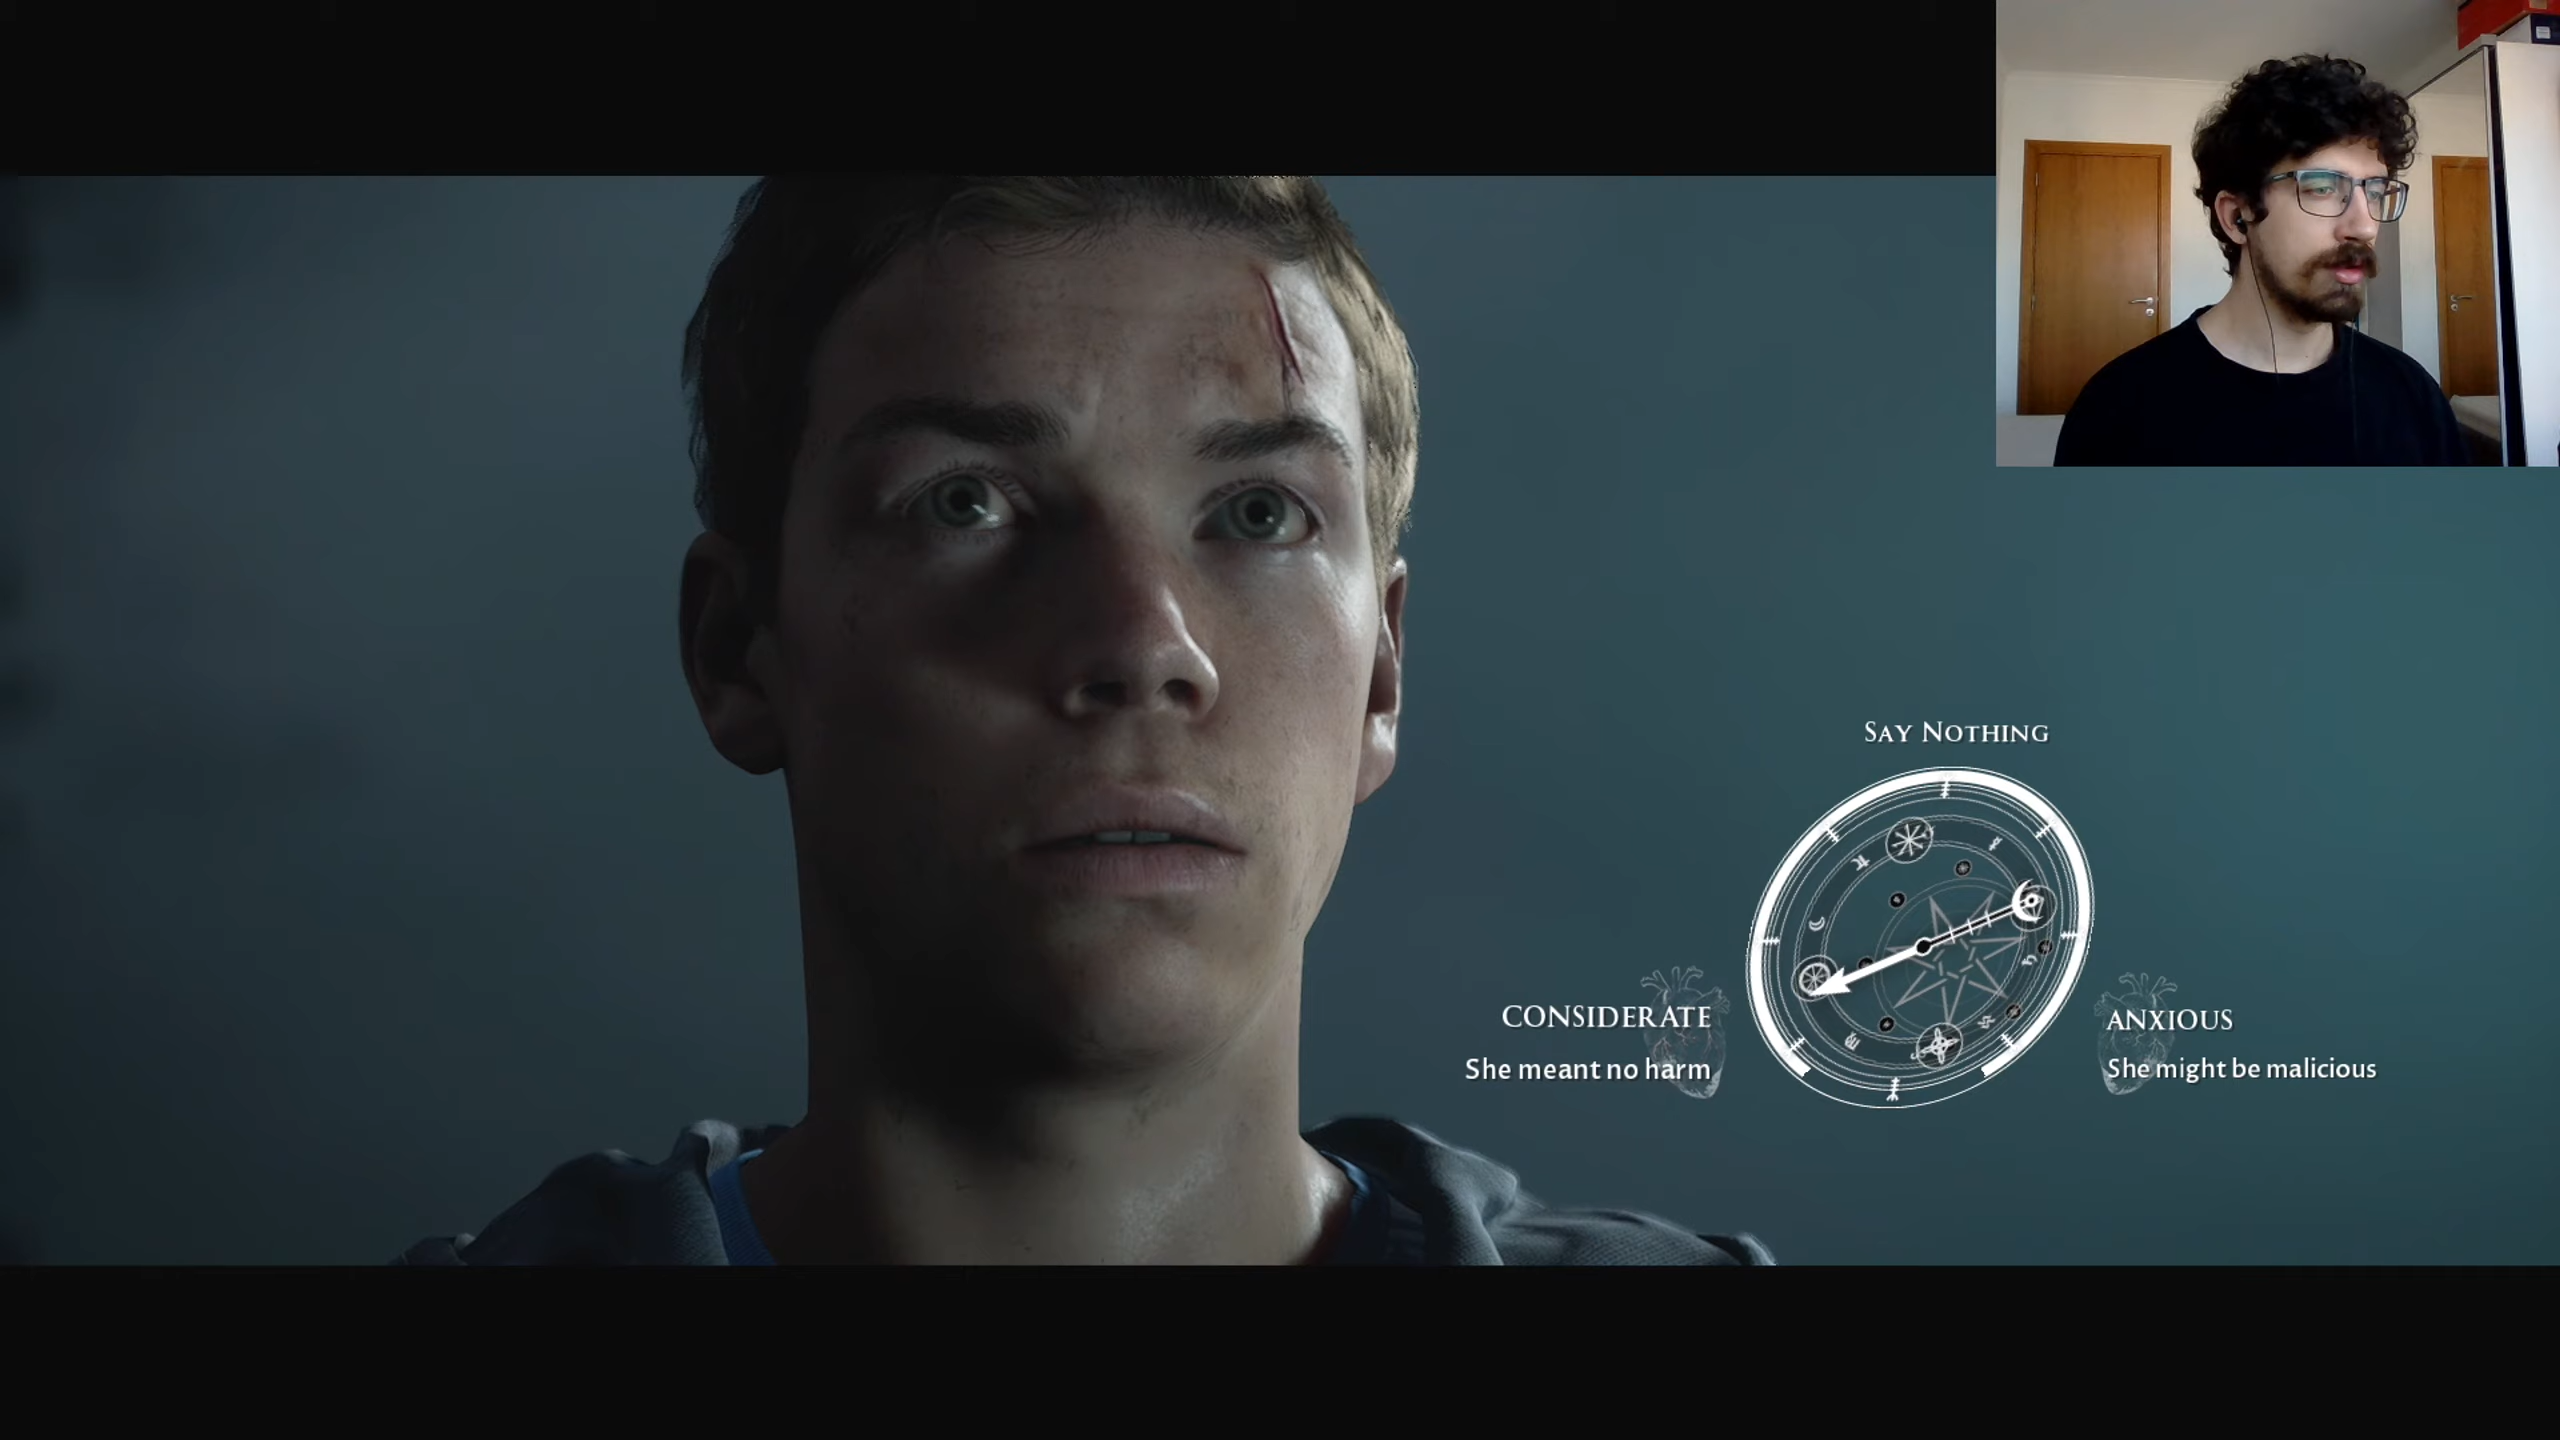 SAY NOTHING
CONSIDERATE
She meant no harm
ANXIOUS
She might be malicious